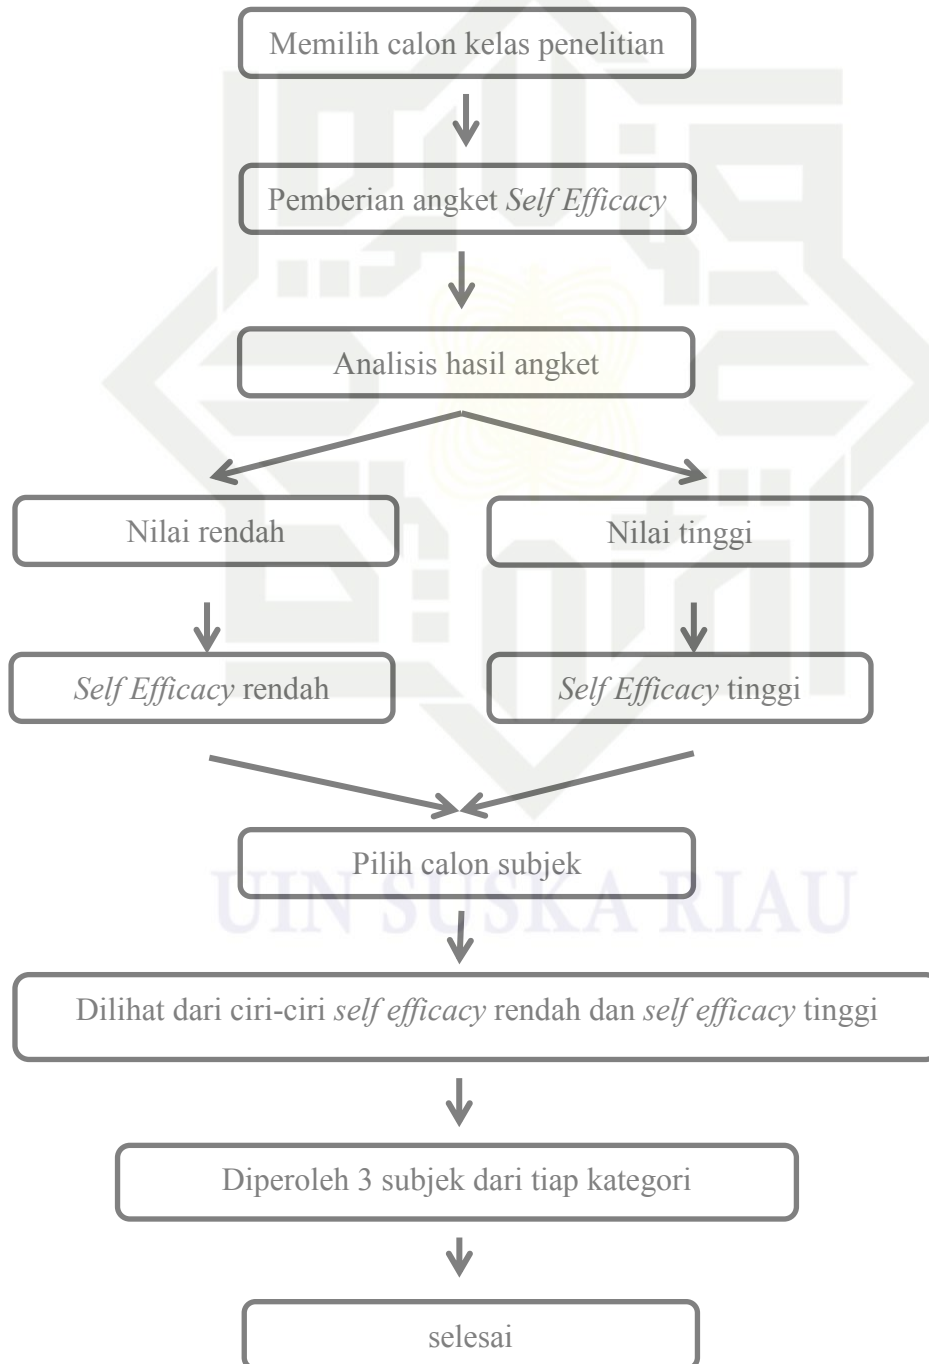 Memilih calon kelas penelitian
Pemberian angket Self Efficacy
Analisis hasil angket
Nilai rendah
Nilai tinggi
Self Efficacy rendah
Self Efficacy tinggi
Pilih calon subjek
UIN SUSKA RIAU
Dilihat dari ciri-ciri self efficacy rendah dan self efficacy tinggi
Diperoleh 3 subjek dari tiap kategori
selesai